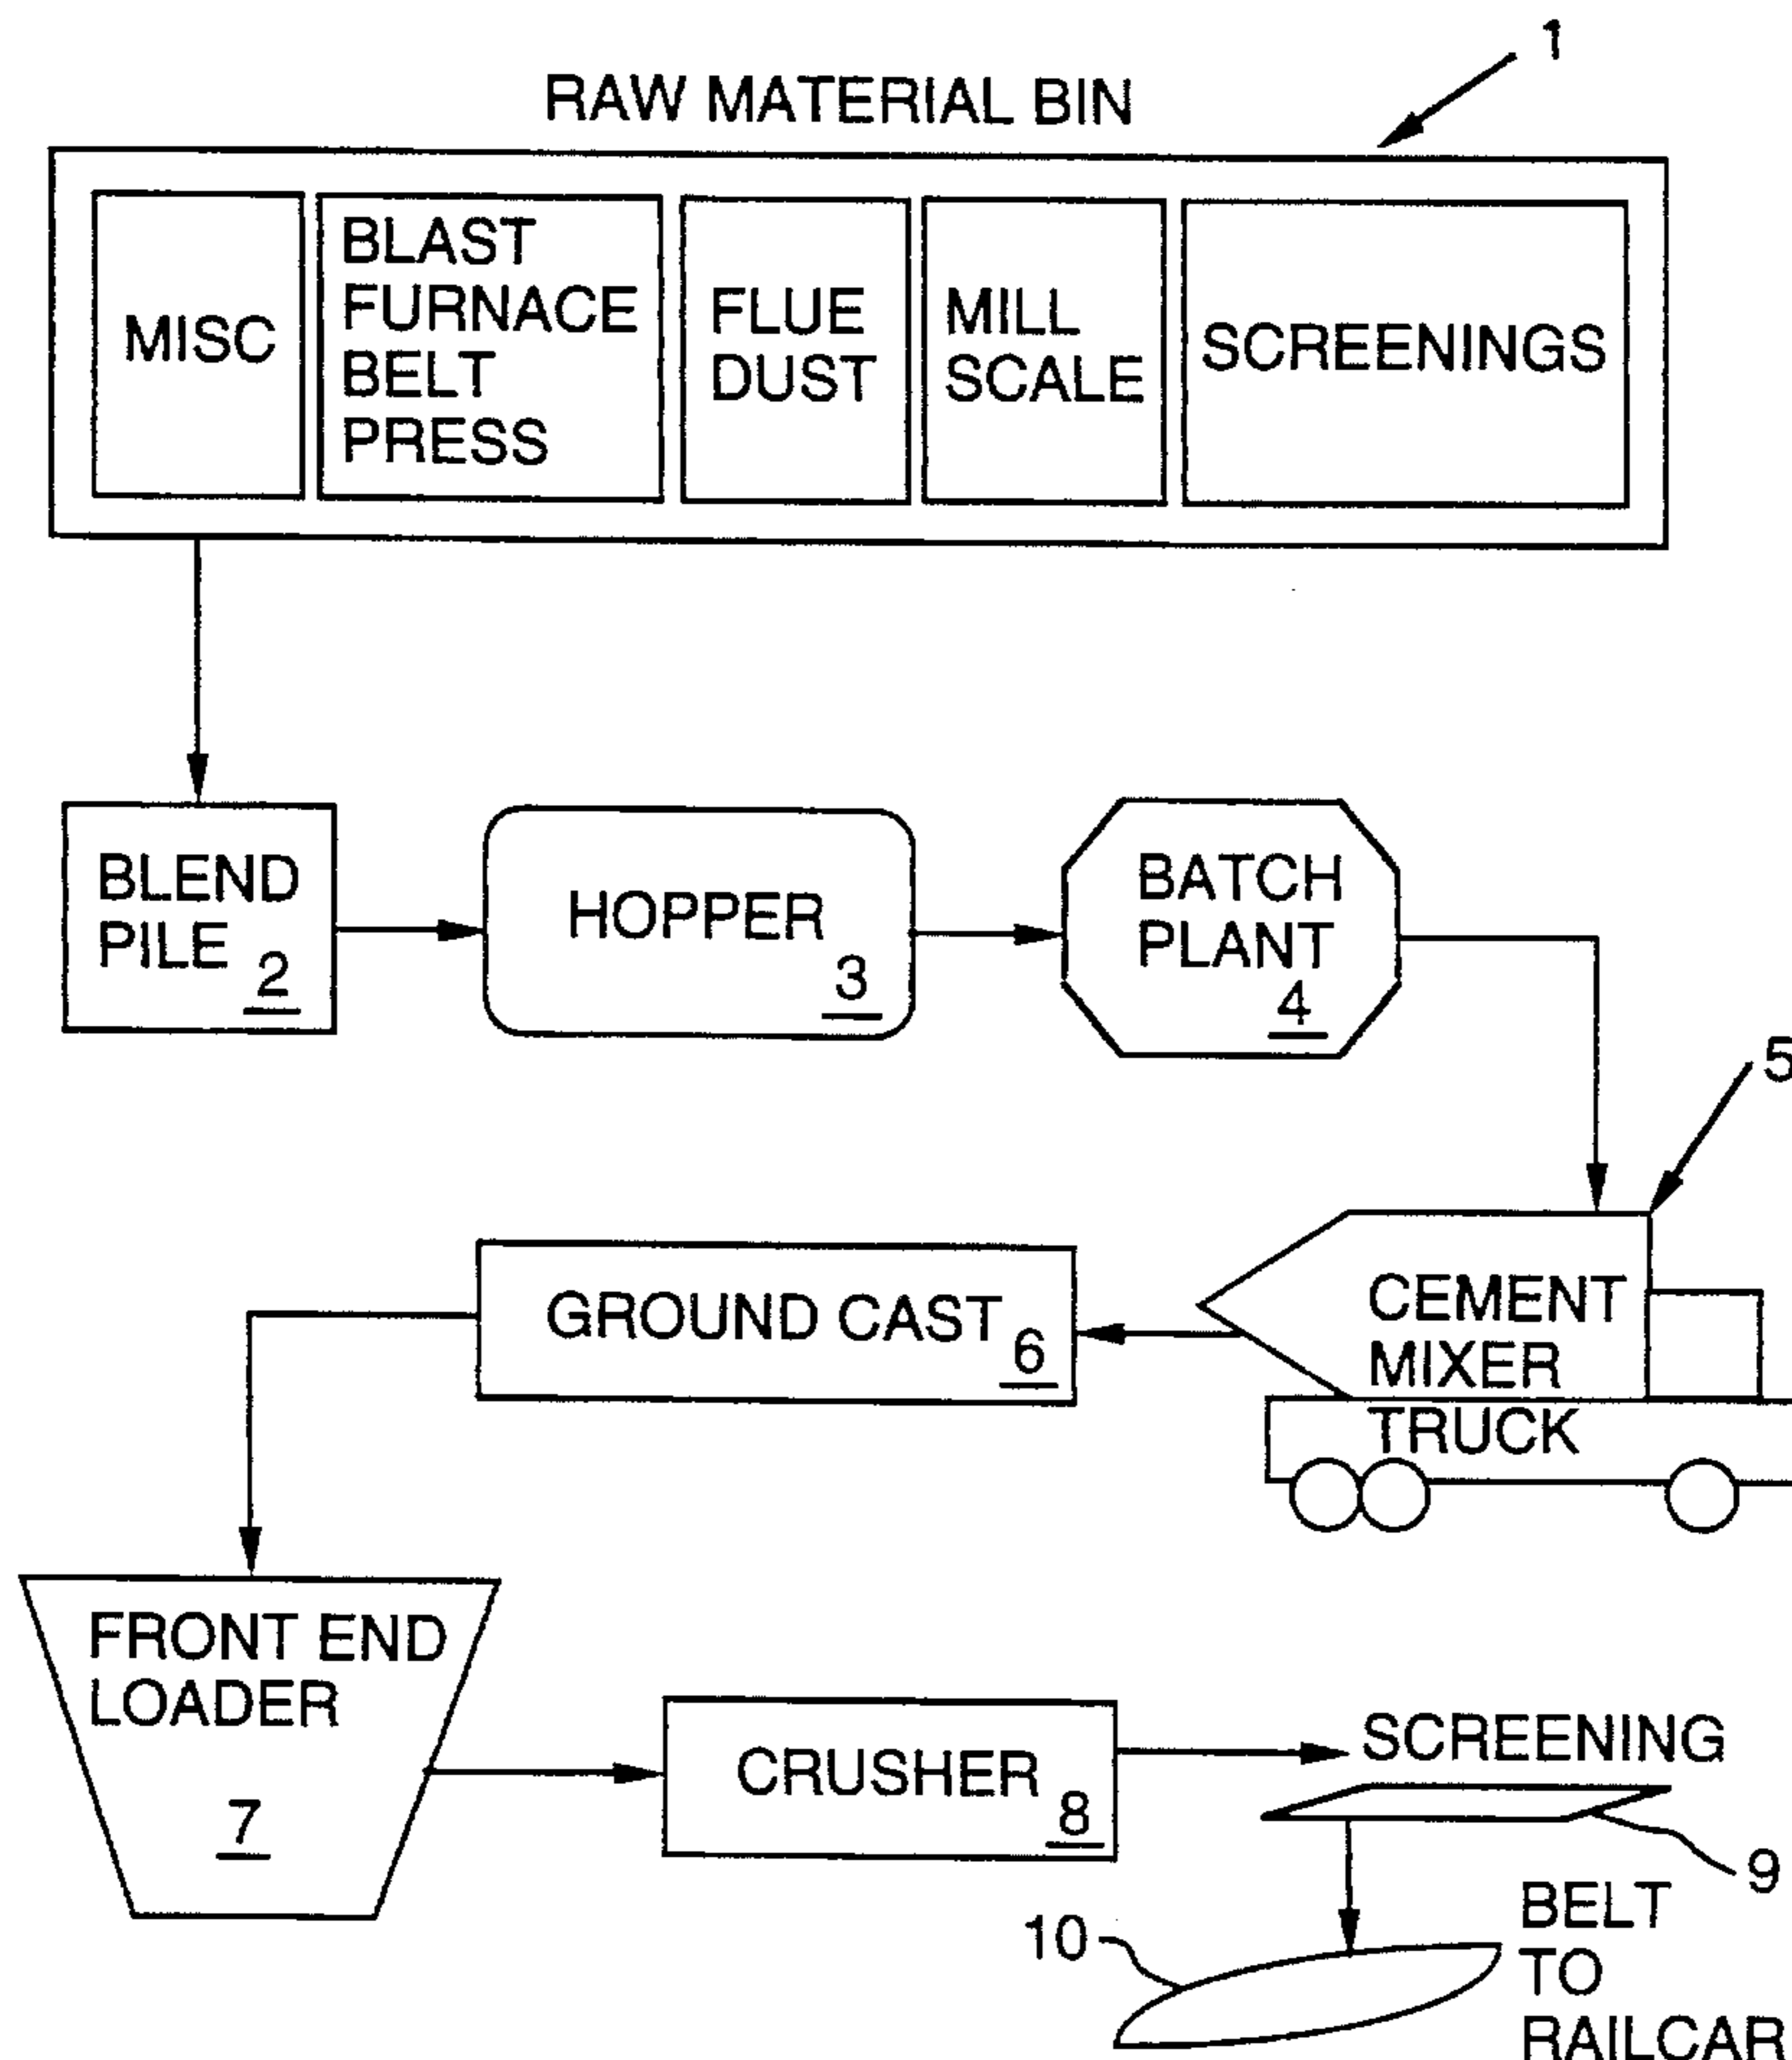 1
RAW MATERIAL BIN
MISC
BLAST
FURNACE
BELT
PRESS
FLUE
DUST
MILL
SCALE
SCREENINGS
BLEND
PILE
2
HOPPER
3
BATCH
PLANT
4
5
CEMENT
MIXER
TRUCK
GROUND CAST
6
FRONT END
LOADER
7
CRUSHER
8
SCREENING
9
10
BELT
TO
RAILCAR